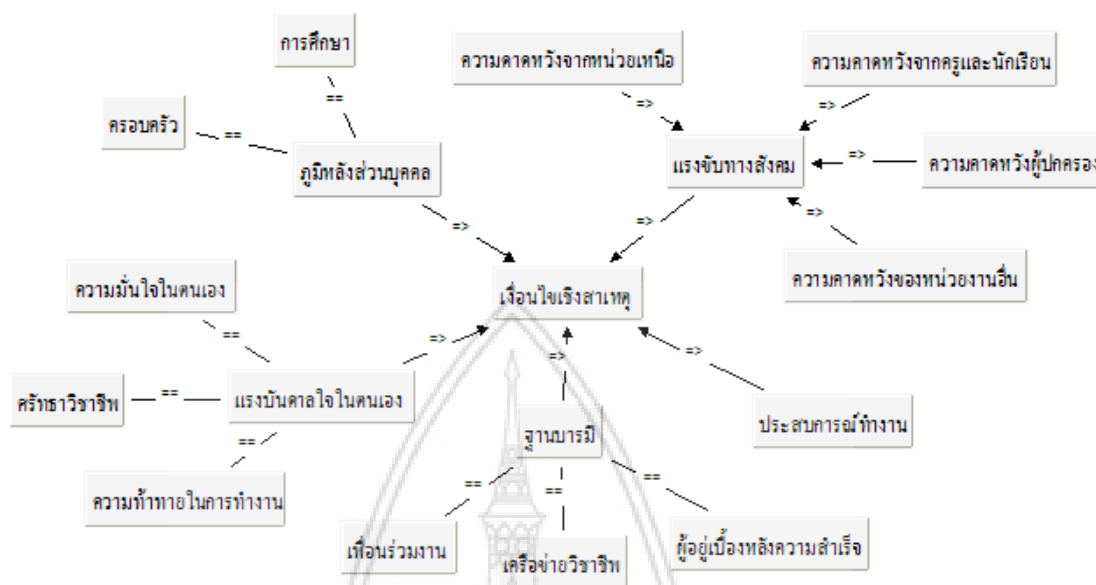 การศึกษา
ความคาดหวังจากหน่วยเหนือ
ความคาดหวังจากครูและนักเรียน
==
=>
=>
ครอบครัว
==
ภูมิหลังส่วนบุคคล
แรงขับทางสังคม
=>
ความคาดหวังผู้ปกครอง
=>
=>
=>
ความมั่นใจในตนเอง
เงื่อนไขเชิงสาเหตุ
ความคาดหวังของหน่วยงานอื่น
==
=>
=>
=>
ศรัทธาวิชาชีพ
==
แรงบันดาลใจในตนเอง
ประสบการณ์ทำงาน
==
ฐานบารมี
ความท้าทายในการทำงาน
==
==
==
เพื่อนร่วมงาน
เครือข่ายวิชาชีพ
ผู้อยู่เบื้องหลังความสำเร็จ